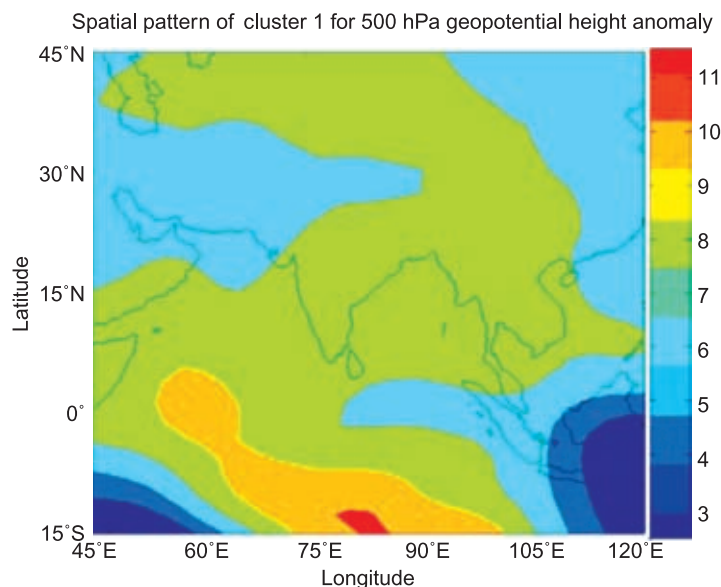 Spatial pattern of cluster 1 for 500 hPa geopotential height anomaly
45˚N
30˚N
15˚N
0˚
15˚S
Latitude
45˚E
60˚E
75˚E
90˚E
105˚E
120˚E
Longitude
11
10
9
8
7
6
5
4
3